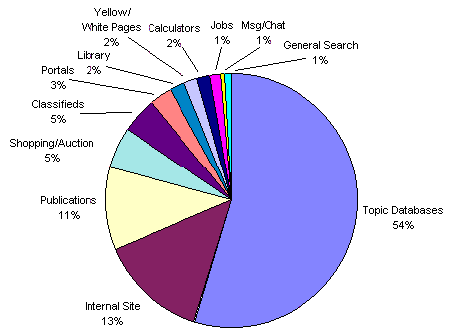 Yellow/
White Pages
2%
Calculators
2%
Jobs
1%
Msg/Chat
1%
General Search
1%
Library
2%
Portals
3%
Classifieds
5%
Shopping/Auction
5%
Publications
11%
Topic Databases
54%
Internal Site
13%